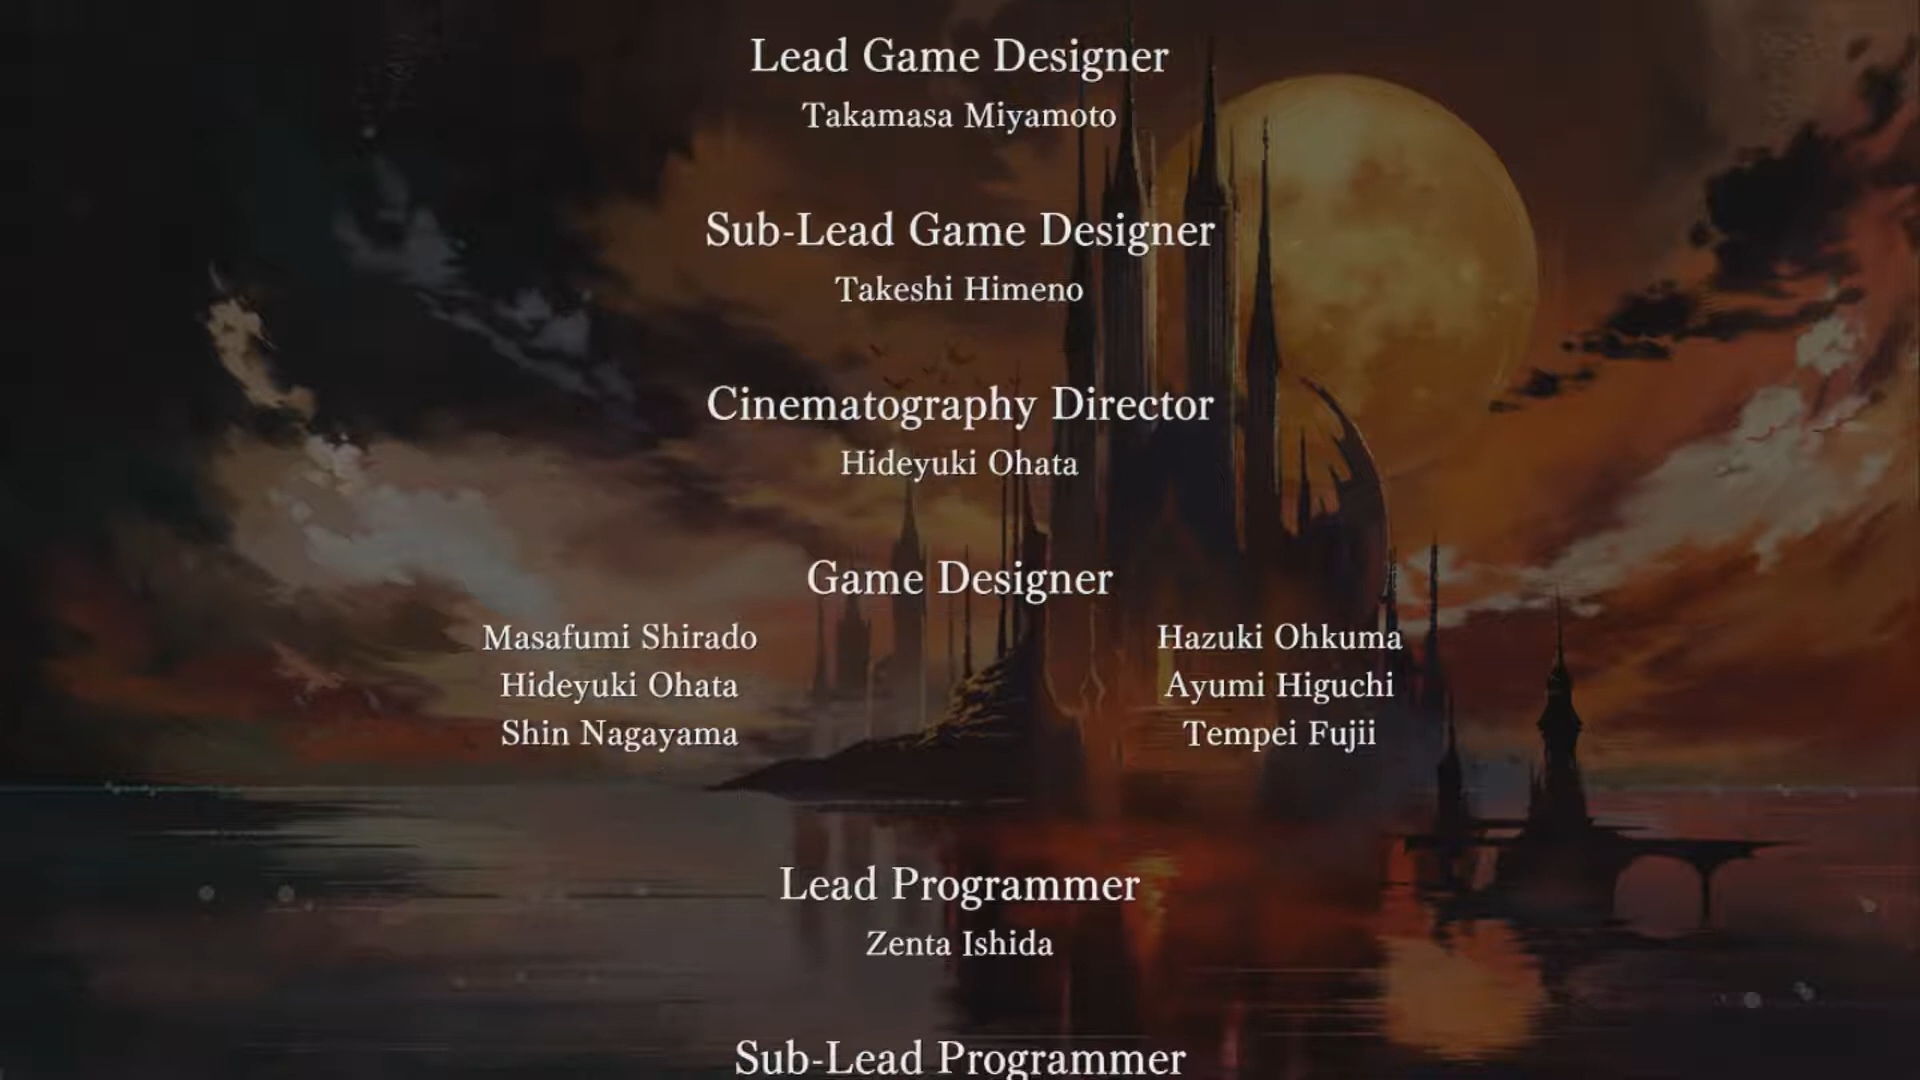 Lead Game Designer
Takamasa Miyamoto
Sub-Lead Game Designer
Takeshi Himeno
Cinematography Director
Hideyuki Ohata
Game Designer
Masafumi Shirado
Hideyuki Ohata
Shin Nagayama
Hazuki Ohkuma
Ayumi Higuchi
Tempei Fujii
Lead Programmer
Zenta Ishida
Sub-Lead Programmer